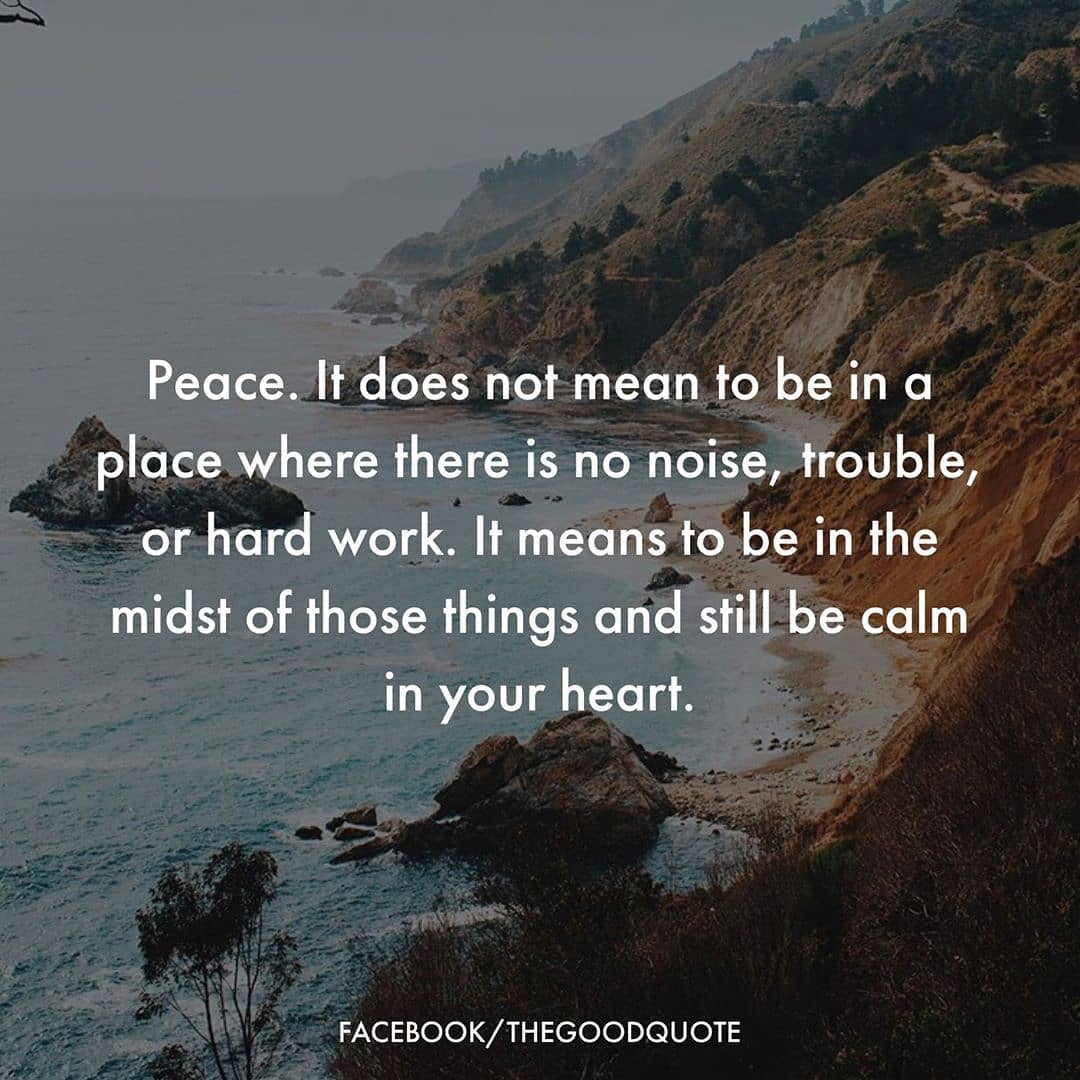 Peace. It does not mean to be in a
place where there is no noise, trouble,
or hard work. It means to be in the
midst of those things and still be calm
in your heart.
FACEBOOK/THEGOODQUOTE